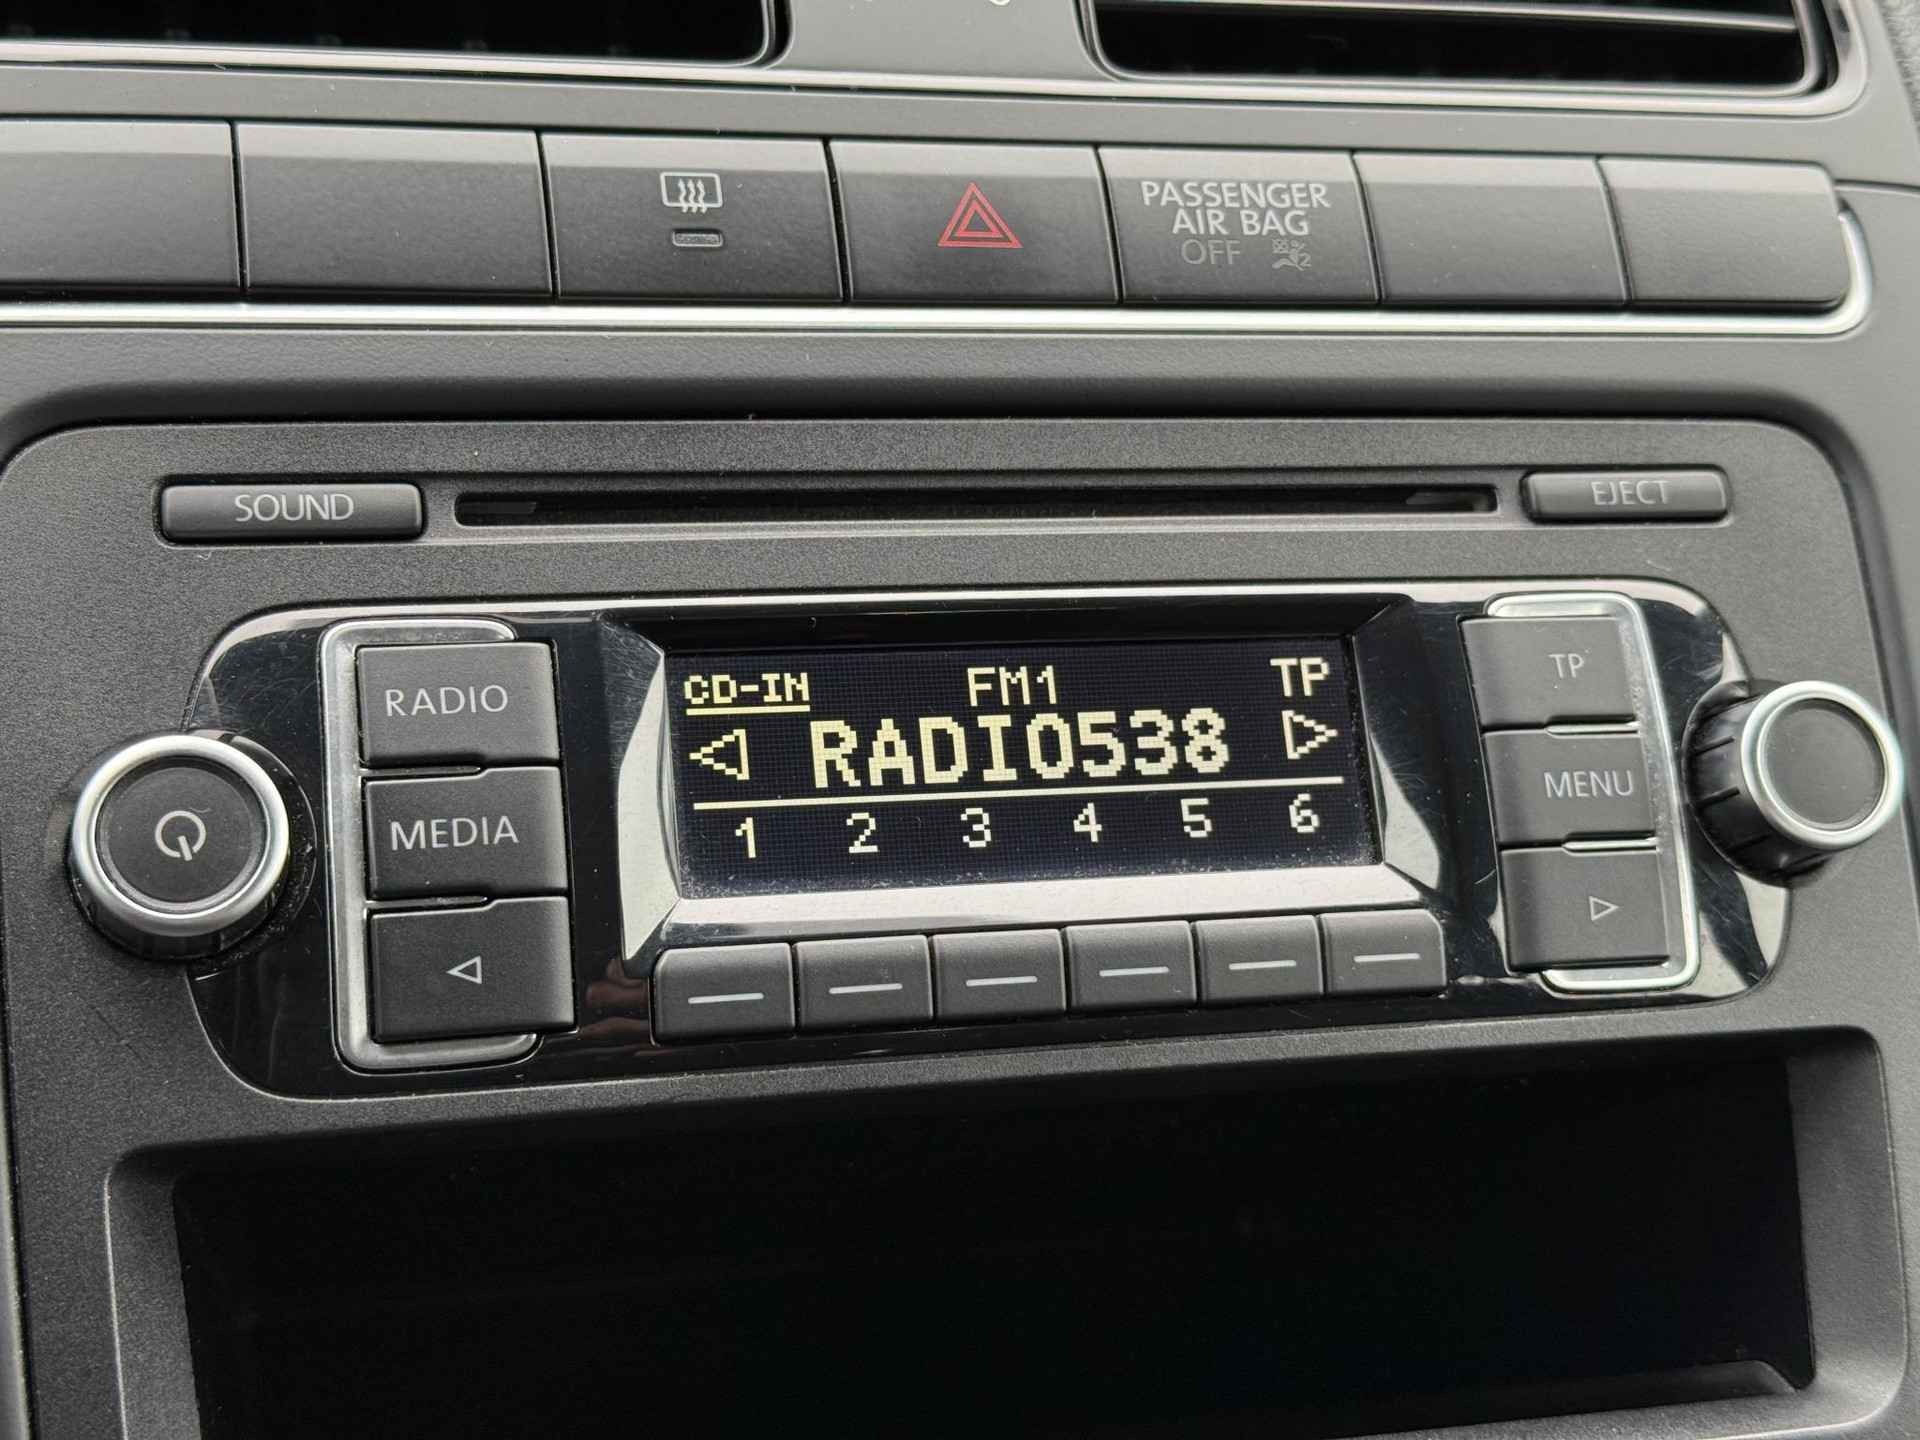 PASSENGER
AIR BAG
OFF
2
SOUND
EJECT
RADIO
CD-IN FM1 TP
TP
RADIO538
MEDIA
MENU
1 2 3 4 5 6